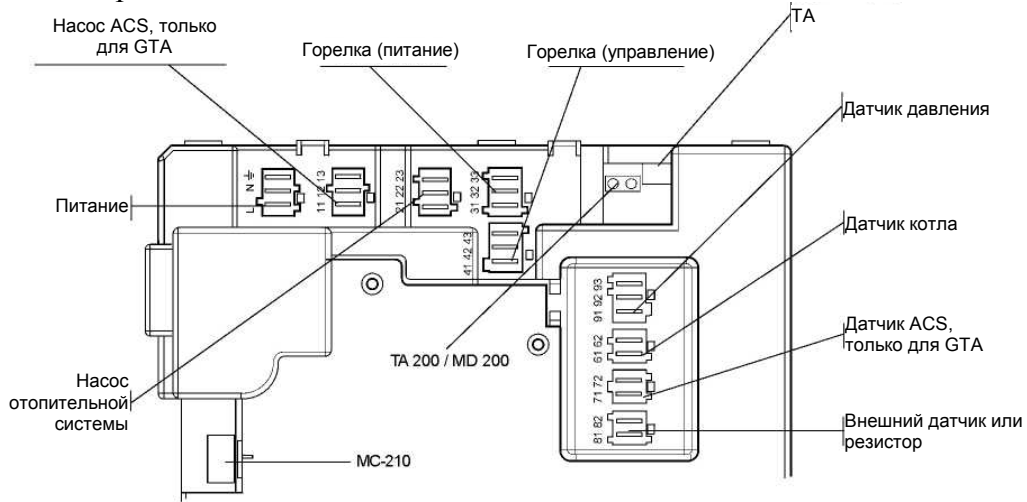 TA
Насос ACS, только
для GTA
Горелка (питание)
Горелка (управление)
Датчик давления
L N
11 12 13
21 22 23
31 32 33
Питание
41 42 43
Датчик котла
91 92 93
61 62
71 72
81 82
TA 200 / MD 200
Датчик ACS,
только для GTA
Насос
отопительной
системы
Внешний датчик или
резистор
MC-210